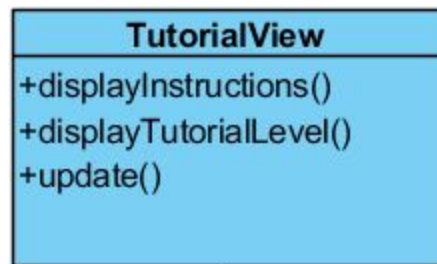 TutorialView
+displayInstructions()
+displayTutorialLevel()
+update()